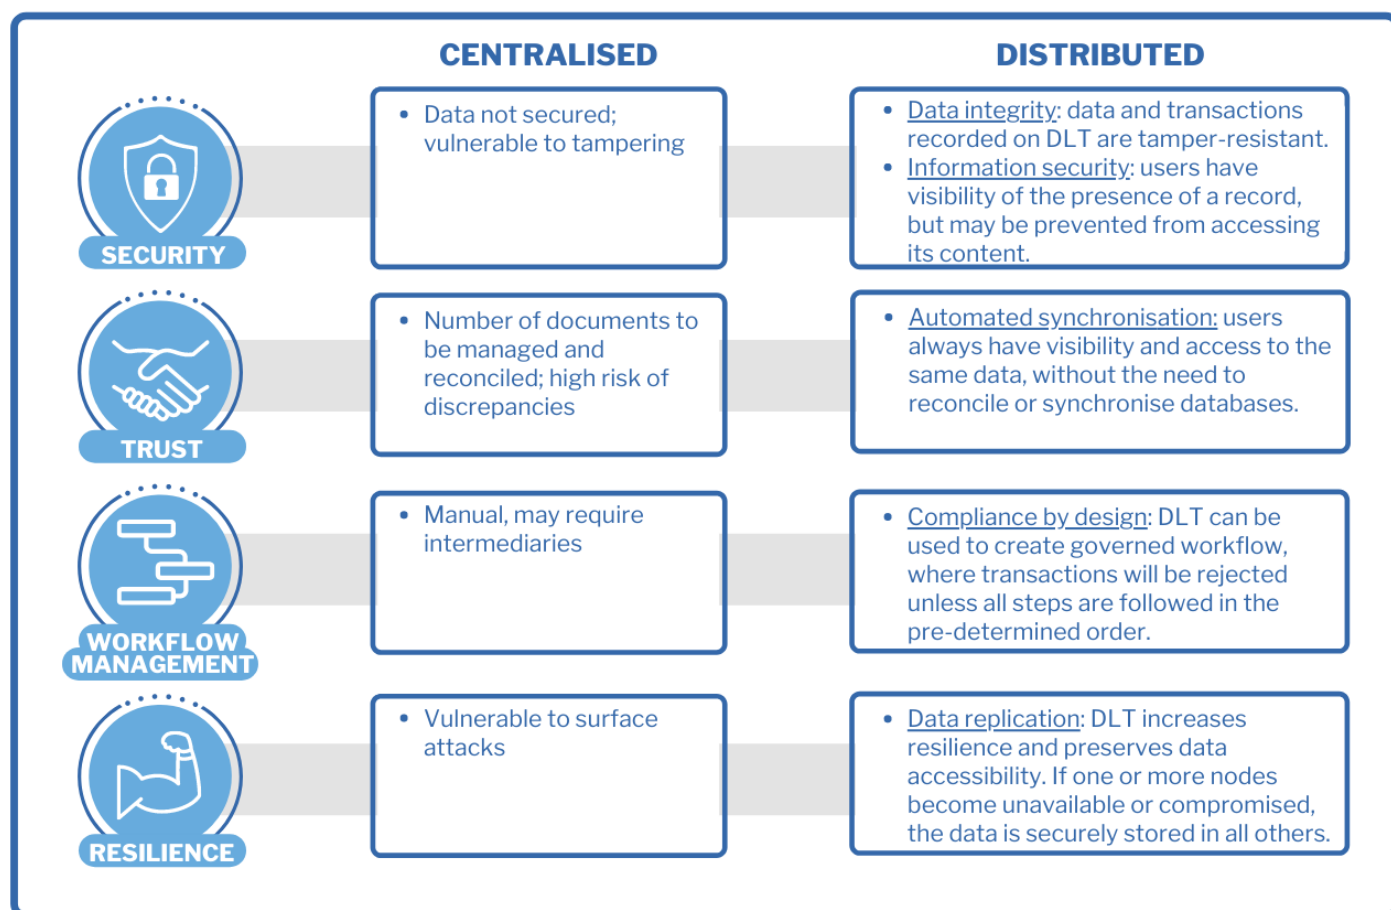 CENTRALISED
DISTRIBUTED
SECURITY
• Data not secured;
vulnerable to tampering
• Data integrity: data and transactions
recorded on DLT are tamper-resistant.
• Information security: users have
visibility of the presence of a record,
but may be prevented from accessing
its content.
TRUST
• Number of documents to
be managed and
reconciled; high risk of
discrepancies
• Automated synchronisation: users
always have visibility and access to the
same data, without the need to
reconcile or synchronise databases.
WORKFLOW
MANAGEMENT
• Manual, may require
intermediaries
• Compliance by design: DLT can be
used to create governed workflow,
where transactions will be rejected
unless all steps are followed in the
pre-determined order.
RESILIENCE
• Vulnerable to surface
attacks
• Data replication: DLT increases
resilience and preserves data
accessibility. If one or more nodes
become unavailable or compromised,
the data is securely stored in all others.